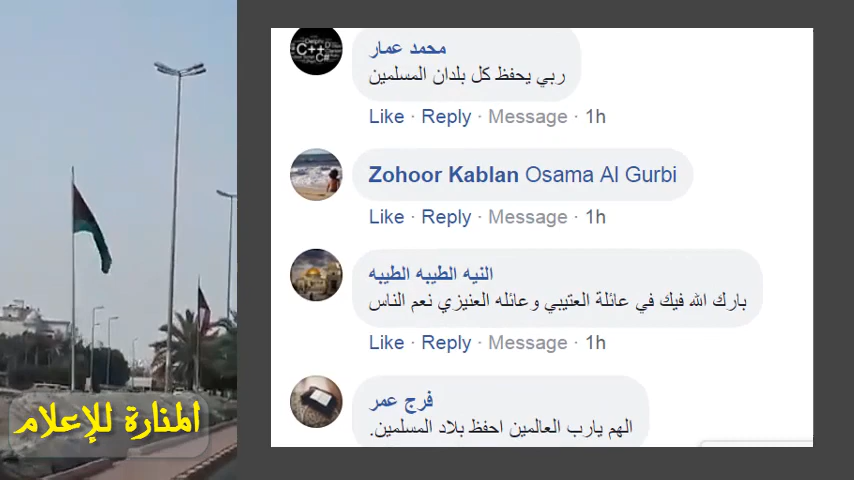 محمد عمار
ربي يحفظ كل بلدان المسلمين
Like · Reply · Message · 1h
Zohoor Kablan Osama Al Gurbi
Like · Reply · Message · 1h
النيه الطيبه الطيبه
بارك الله فيك في عائلة العتيبي وعائله العنيزي نعم الناس
Like · Reply · Message · 1h
فرج عمر
الهم يارب العالمين احفظ بلاد المسلمين.
المنارة للإعلام
C++
C#